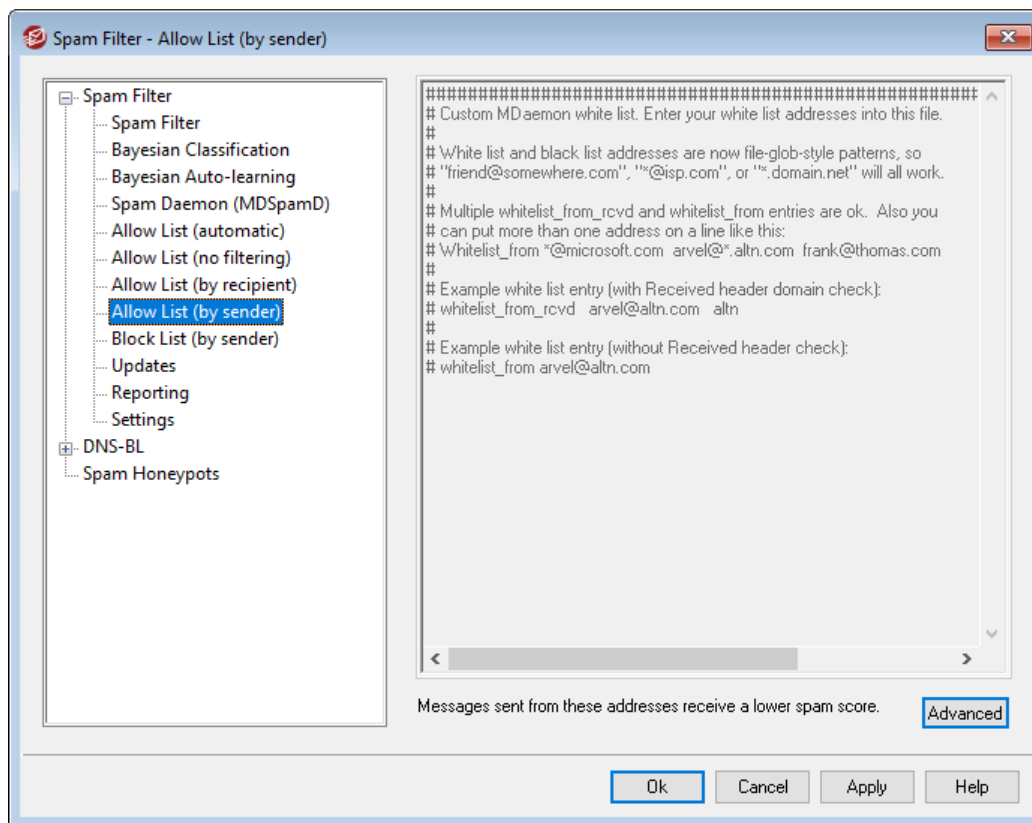 Spam Filter - Allow List (by sender)
Spam Filter
Spam Filter
Bayesian Classification
Bayesian Auto-learning
Spam Daemon (MDSpamD)
Allow List (automatic)
Allow List (no filtering)
Allow List (by recipient)
Allow List (by sender)
Block List (by sender)
Updates
Reporting
Settings
DNS-BL
Spam Honeypots
##################################################################
# Custom MDaemon white list. Enter your white list addresses into this file.
#
# White list and black list addresses are now file-glob-style patterns, so
# "friend@somewhere.com", "*@isp.com", or "*.domain.net" will all work.
#
# Multiple whitelist_from_rcvd and whitelist_from entries are ok.  Also you
# can put more than one address on a line like this:
# Whitelist_from *@microsoft.com  arvel@*.altn.com  frank@thomas.com
#
# Example white list entry (with Received header domain check):
# whitelist_from_rcvd   arvel@altn.com   altn
#
# Example white list entry (without Received header check):
# whitelist_from arvel@altn.com
Messages sent from these addresses receive a lower spam score.
Advanced
Ok
Cancel
Apply
Help